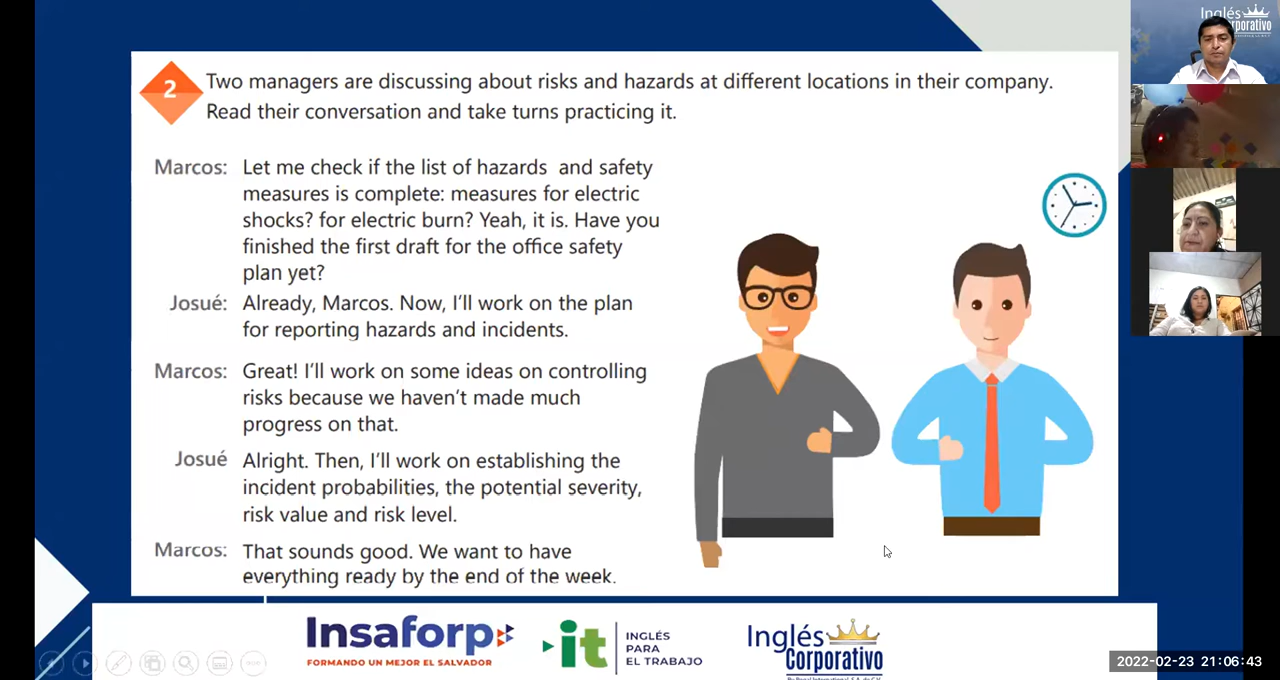 Inglés
Corporativo
2
Two managers are discussing about risks and hazards at different locations in their company.
Read their conversation and take turns practicing it.
Marcos: Let me check if the list of hazards and safety
measures is complete: measures for electric
shocks? for electric burn? Yeah, it is. Have you
finished the first draft for the office safety
plan yet?
Josué: Already, Marcos. Now, I'll work on the plan
for reporting hazards and incidents.
Marcos: Great! I'll work on some ideas on controlling
risks because we haven't made much
progress on that.
Josué Alright. Then, I'll work on establishing the
incident probabilities, the potential severity,
risk value and risk level.
Marcos: That sounds good. We want to have
everything ready by the end of the week.
Insaforp
FORMANDO UN MEJOR EL SALVADOR
it
INGLÉS
PARA
EL TRABAJO
Inglés
Corporativo
2022-02-23 21:06:43